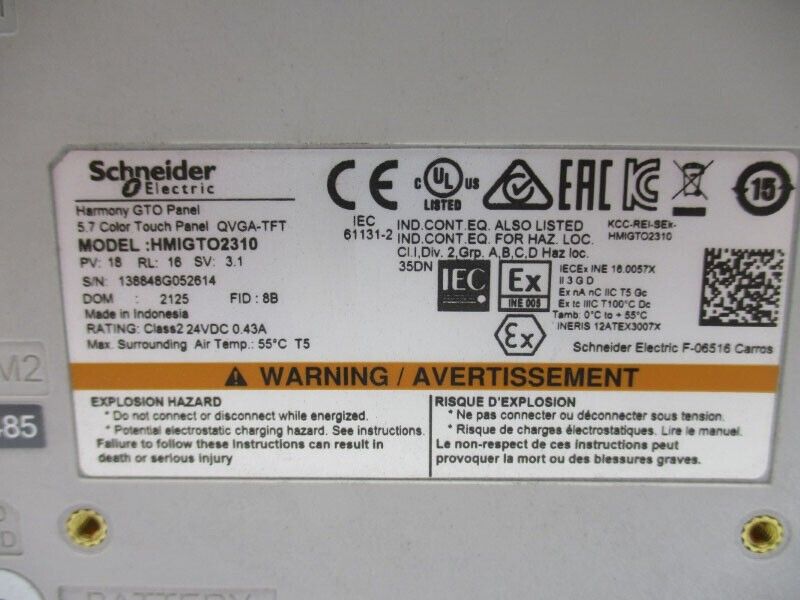 Schneider
Electric
Harmony GTO Panel
5.7 Color Touch Panel QVGA-TFT
MODEL :HMIGTO2310
PV: 18 RL: 16 SV: 3.1
S/N: 136648G052614
DOM : 2125 FID : 8B
Made in Indonesia
RATING: Class2 24VDC 0.43A
Max. Surrounding Air Temp.: 55°C T5
CE
C UL US
LISTED
EAC
15
IEC
61131-2
IND.CONT.EQ. ALSO LISTED
IND.CONT.EQ. FOR HAZ. LOC.
Cl.I,Div. 2,Grp. A,B,C,D Haz loc.
35DN
KCC-REI-SEk-
HMIGTO2310
IEC
Ex
INE 005
Ex
IECEx INE 16.0057X
II 3 G D
Ex nA nC IIC T5 Gc
Ex tc IIIC T100°C Dc
Tamb: 0°C to + 55°C
INERIS 12ATEX3007X
Schneider Electric F-06516 Carros
WARNING / AVERTISSEMENT
EXPLOSION HAZARD
* Do not connect or disconnect while energized.
* Potential electrostatic charging hazard. See instructions.
Failure to follow these instructions can result in
death or serious injury
RISQUE D'EXPLOSION
* Ne pas connecter ou déconnecter sous tension.
* Risque de charges électrostatiques. Lire le manuel.
Le non-respect de ces instructions peut
provoquer la mort ou des blessures graves.
M2
485
D
BATTERY